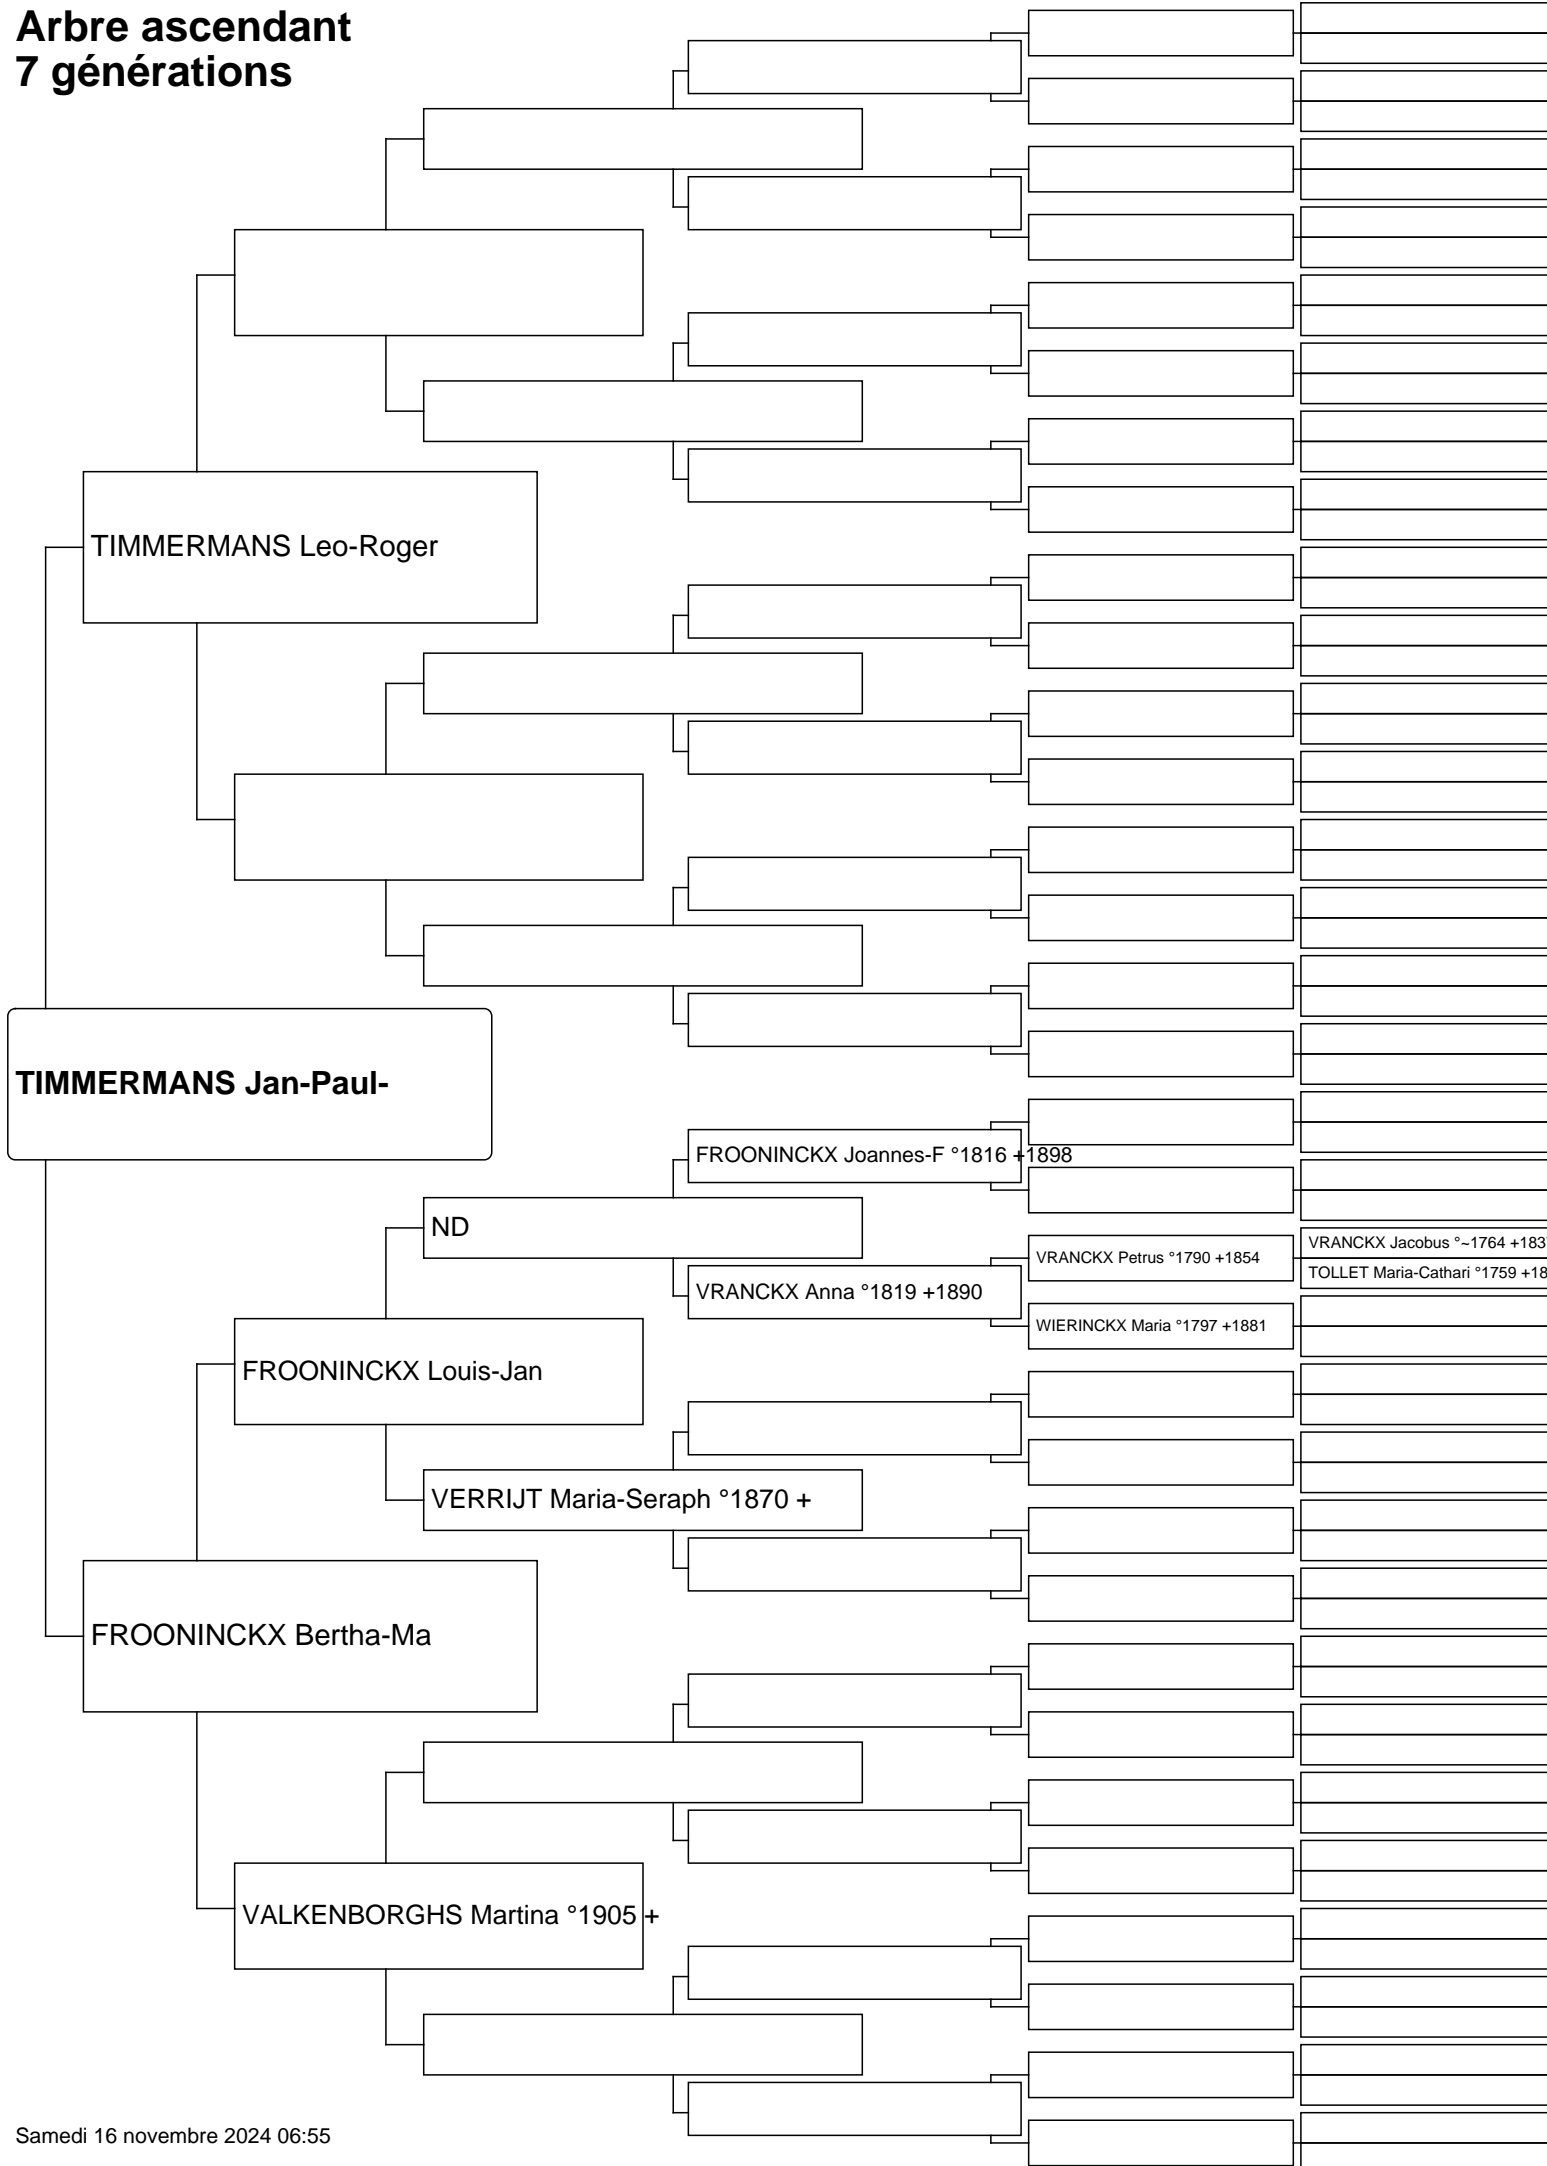 Arbre ascendant
7 générations
TIMMERMANS Leo-Roger
TIMMERMANS Jan-Paul-
FROONINCKX Joannes-F °1816 +1898
ND
VRANCKX Jacobus °~1764 +183
VRANCKX Petrus °1790 +1854
TOLLET Maria-Cathari °1759 +18
VRANCKX Anna °1819 +1890
WIERINCKX Maria °1797 +1881
FROONINCKX Louis-Jan
VERRIJT Maria-Seraph °1870 +
FROONINCKX Bertha-Ma
VALKENBORGHS Martina °1905 +
Samedi 16 novembre 2024 06:55